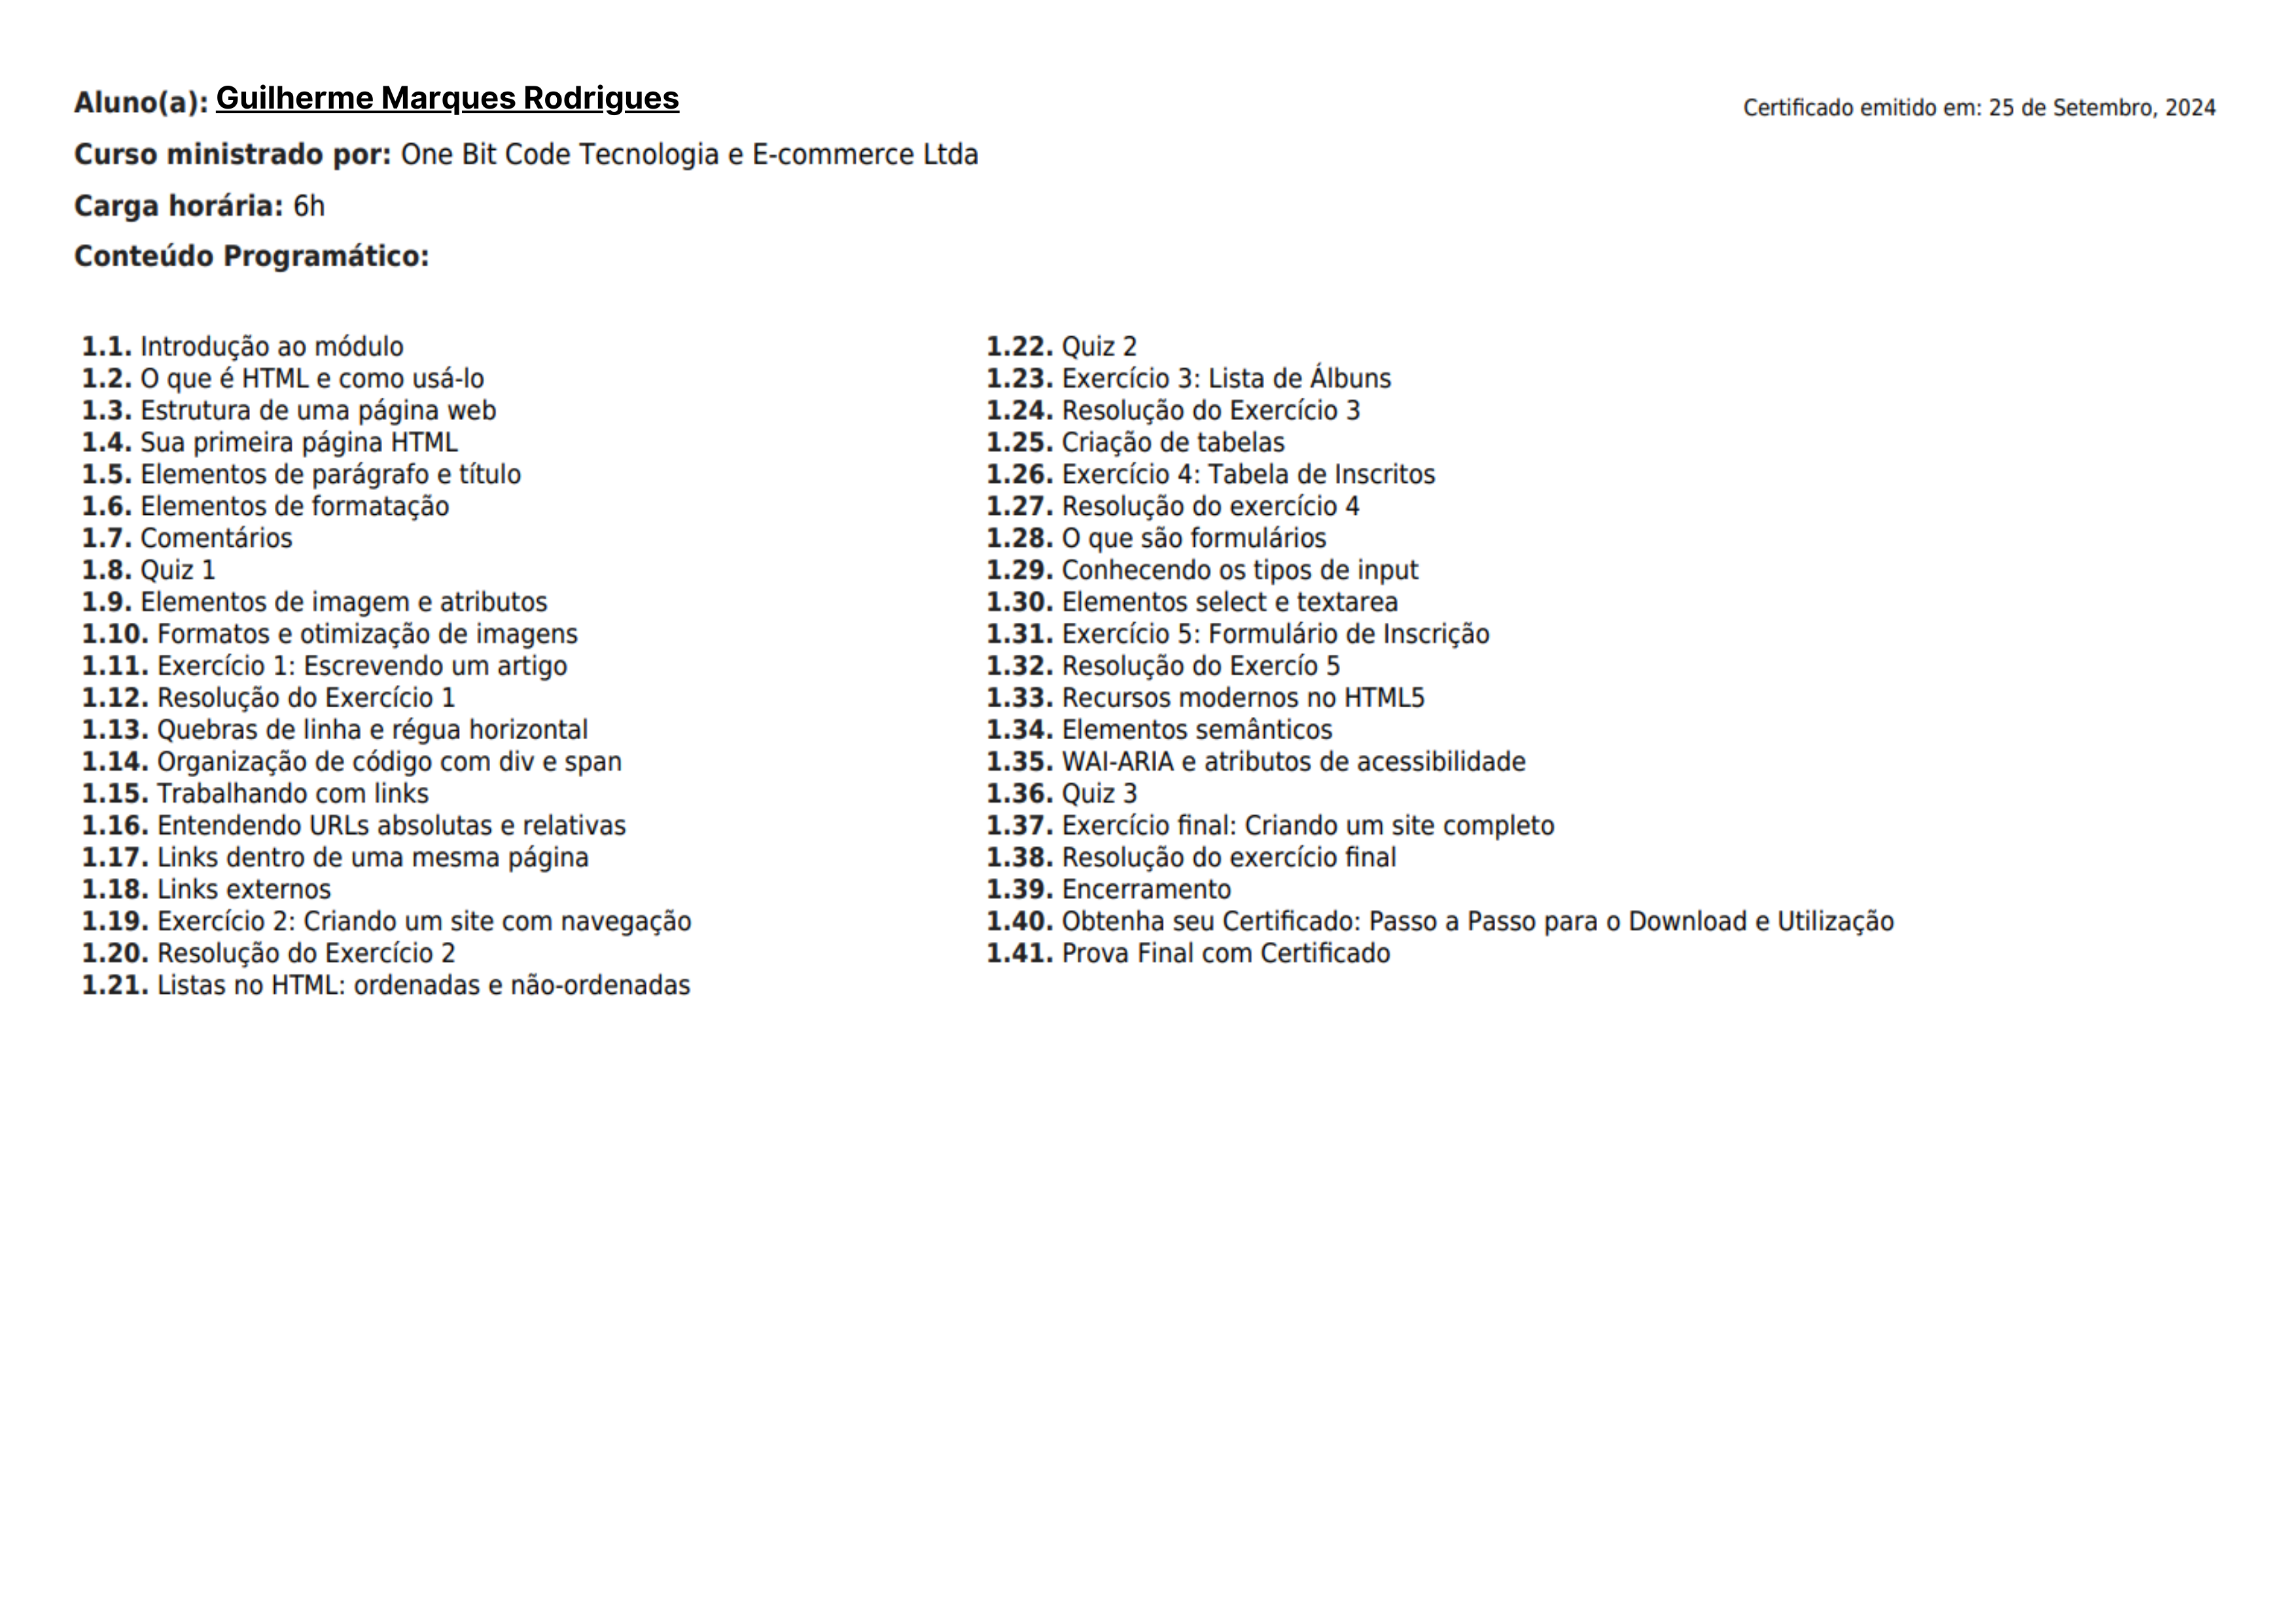 Aluno(a): Guilherme Marques Rodrigues
Certificado emitido em: 25 de Setembro, 2024
Curso ministrado por: One Bit Code Tecnologia e E-commerce Ltda
Carga horária: 6h
Conteúdo Programático:
1.1. Introdução ao módulo
1.2. O que é HTML e como usá-lo
1.3. Estrutura de uma página web
1.4. Sua primeira página HTML
1.5. Elementos de parágrafo e título
1.6. Elementos de formatação
1.7. Comentários
1.8. Quiz 1
1.9. Elementos de imagem e atributos
1.10. Formatos e otimização de imagens
1.11. Exercício 1: Escrevendo um artigo
1.12. Resolução do Exercício 1
1.13. Quebras de linha e régua horizontal
1.14. Organização de código com div e span
1.15. Trabalhando com links
1.16. Entendendo URLs absolutas e relativas
1.17. Links dentro de uma mesma página
1.18. Links externos
1.19. Exercício 2: Criando um site com navegação
1.20. Resolução do Exercício 2
1.21. Listas no HTML: ordenadas e não-ordenadas
1.22. Quiz 2
1.23. Exercício 3: Lista de Álbuns
1.24. Resolução do Exercício 3
1.25. Criação de tabelas
1.26. Exercício 4: Tabela de Inscritos
1.27. Resolução do exercício 4
1.28. O que são formulários
1.29. Conhecendo os tipos de input
1.30. Elementos select e textarea
1.31. Exercício 5: Formulário de Inscrição
1.32. Resolução do Exercío 5
1.33. Recursos modernos no HTML5
1.34. Elementos semânticos
1.35. WAI-ARIA e atributos de acessibilidade
1.36. Quiz 3
1.37. Exercício final: Criando um site completo
1.38. Resolução do exercício final
1.39. Encerramento
1.40. Obtenha seu Certificado: Passo a Passo para o Download e Utilização
1.41. Prova Final com Certificado